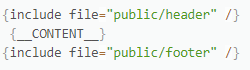 {include file="public/header" /}
{__CONTENT__}
{include file="public/footer" /}